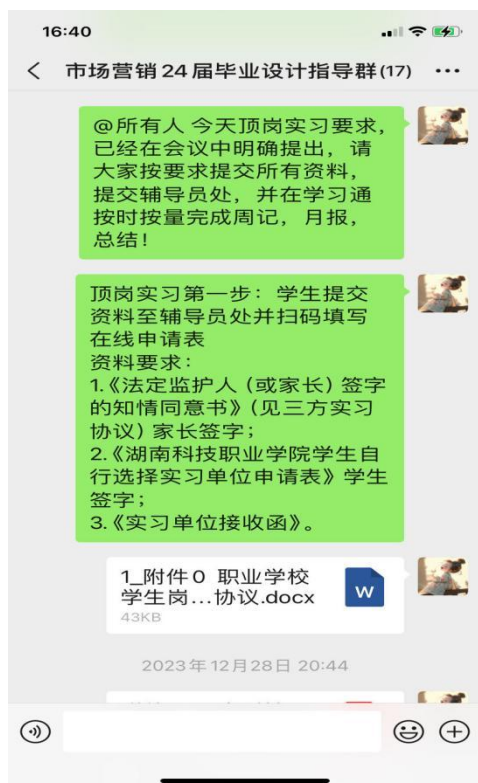 16:40
市场营销24届毕业设计指导群(17)
@所有人 今天顶岗实习要求,
已经在会议中明确提出，请
大家按要求提交所有资料，
提交辅导员处，并在学习通
按时按量完成周记，月报，
总结！
顶岗实习第一步：学生提交
资料至辅导员处并扫码填写
在线申请表
资料要求：
1.《法定监护人（或家长）签字
的知情同意书》（见三方实习
协议）家长签字；
2.《湖南科技职业学院学生自
行选择实习单位申请表》学生
签字；
3.《实习单位接收函》。
1_附件0 职业学校
学生岗...协议.docx
W
43KB
2023年12月28日 20:44